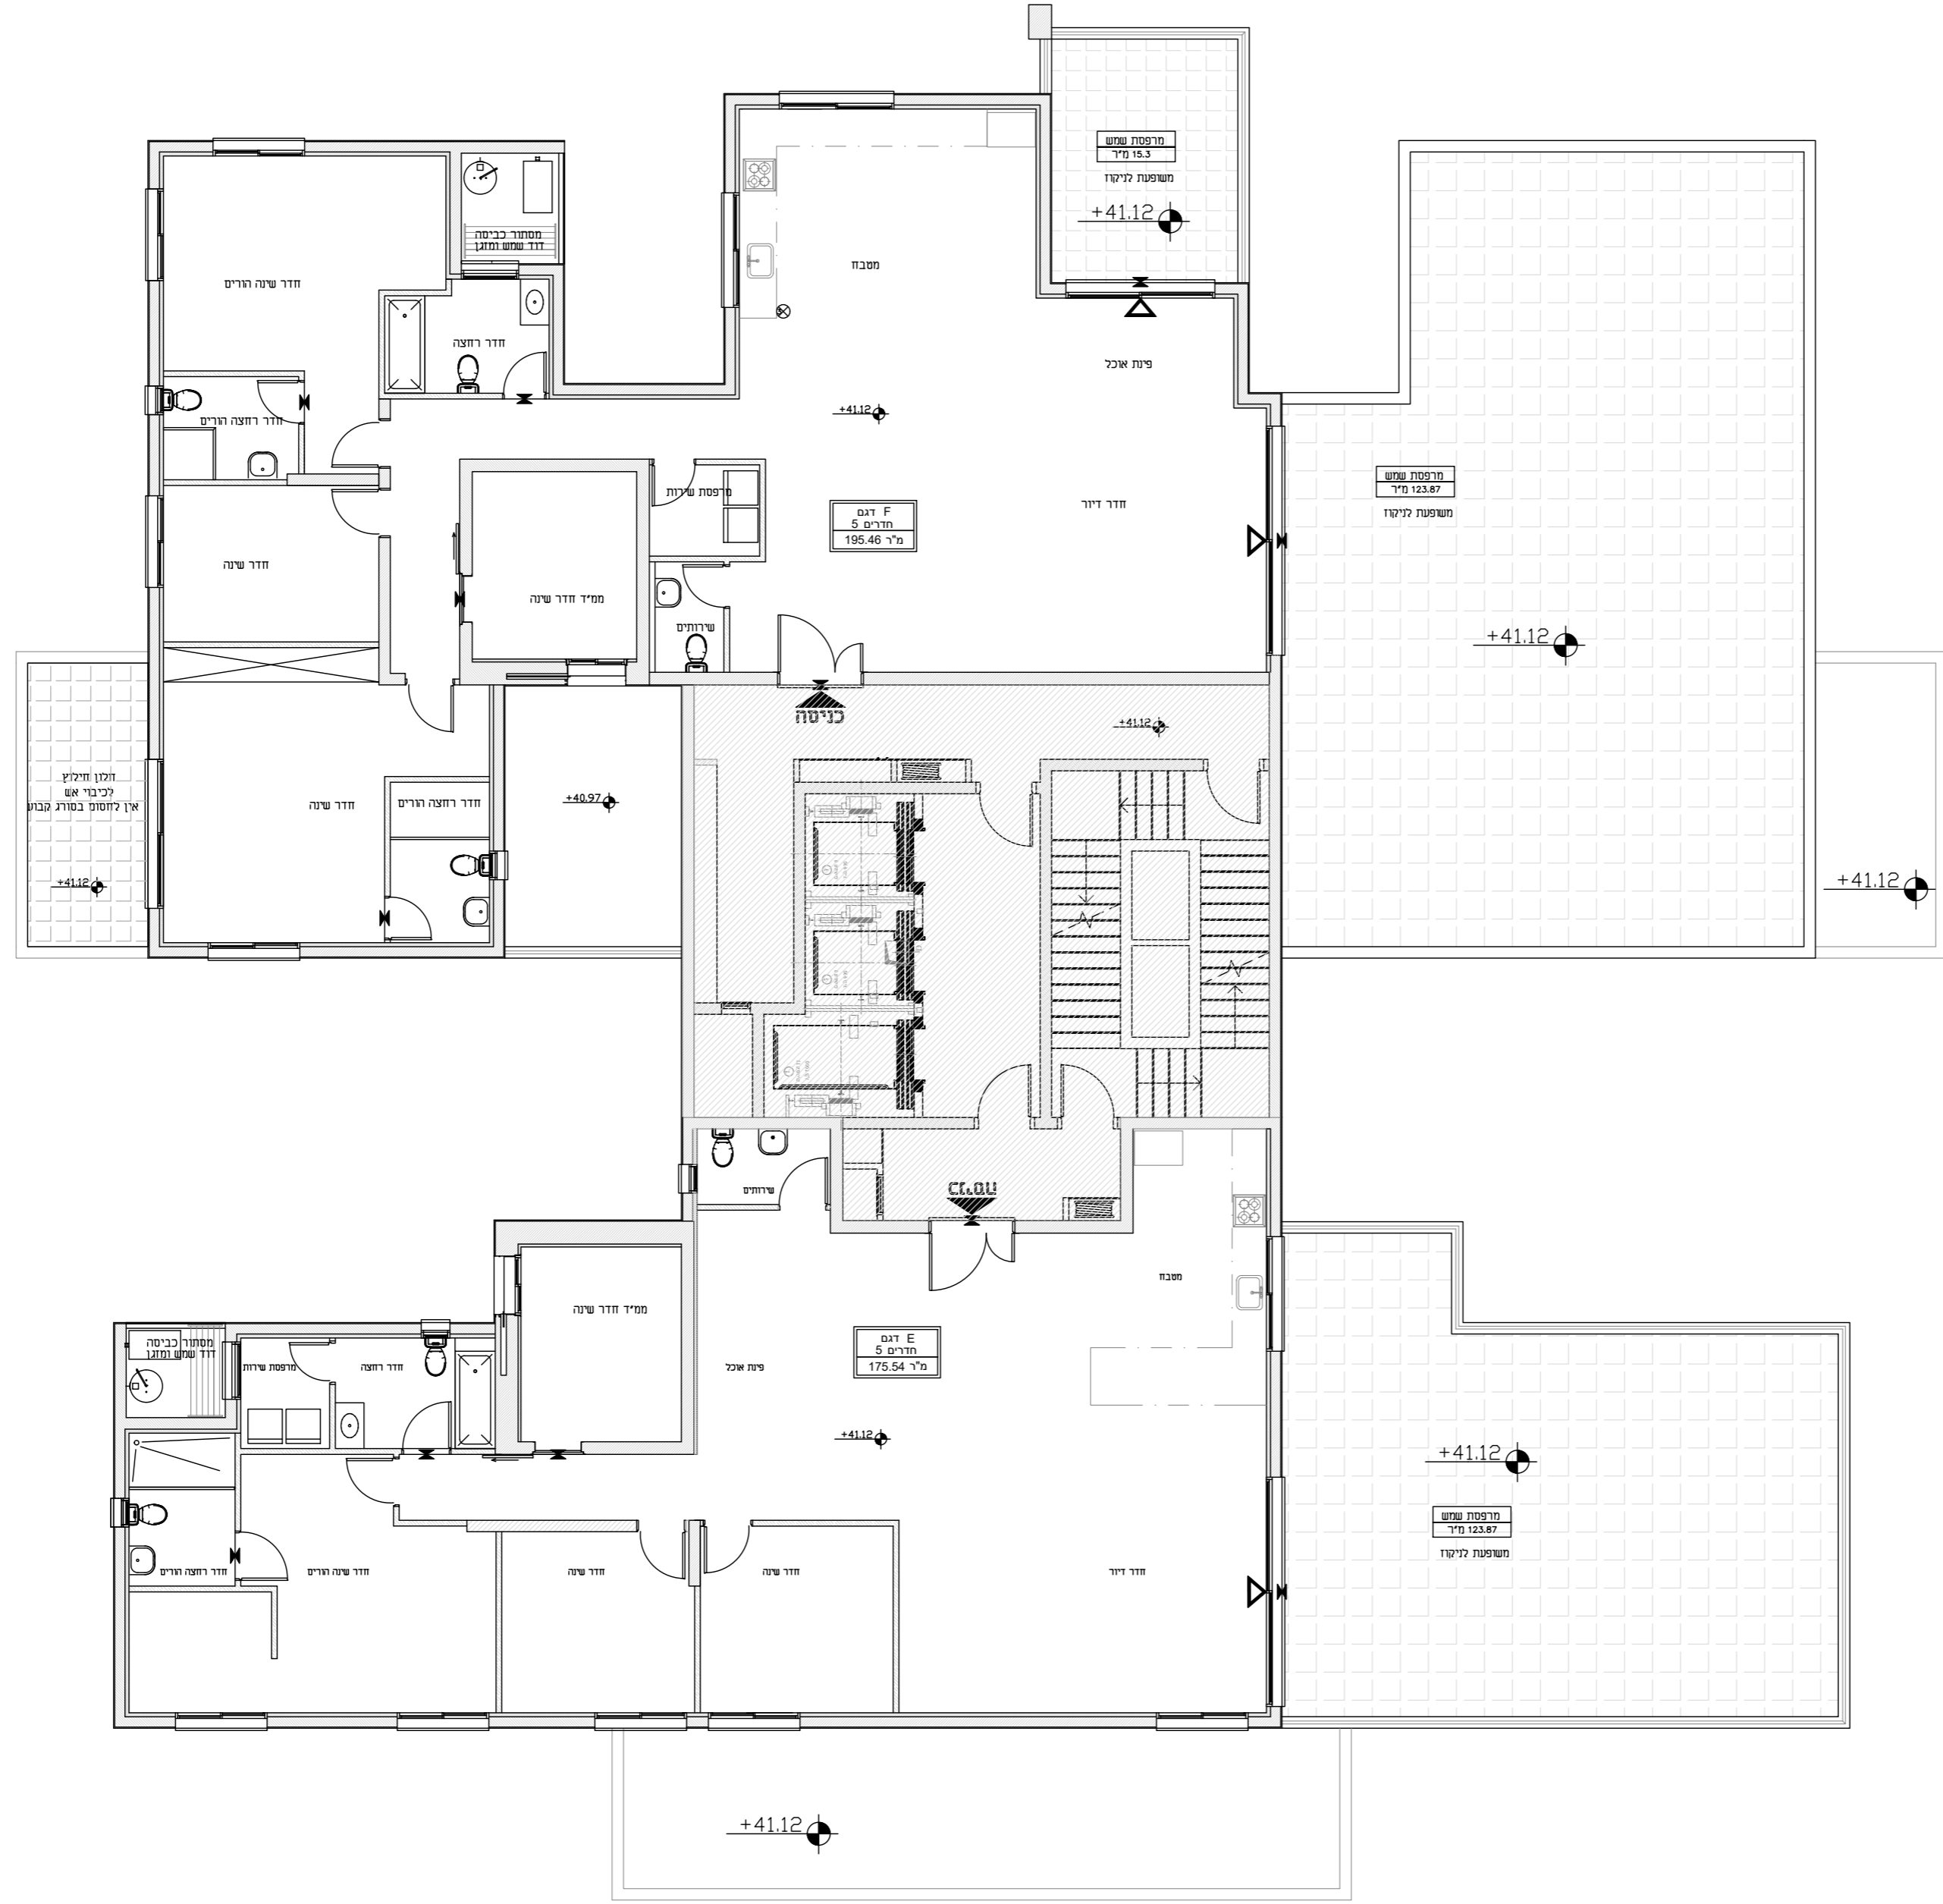 מרפסת שמש
15.3 מ"ר
משופעת לניקוז
+41.12
מסתור כביסה
דוד שמש ומזגן
מטבח
חדר שינה הורים
חדר רחצה
פינת אוכל
+41.12
חדר רחצה הורים
מרפסת שירות
מרפסת שמש
123.87 מ"ר
משופעת לניקוז
חדר דיור
דגם F
5 חדרים
195.46 מ"ר
חדר שינה
ממ"ד חדר שינה
שירותים
+41.12
כניסה
+41.12
חלון חילוץ
לכיבוי אש
אין לחסום בסורג קבוע
+41.12
חדר שינה
חדר רחצה הורים
+40.97
+41.12
שירותים
כניסה
מטבח
ממ"ד חדר שינה
מסתור כביסה
דוד שמש ומזגן
מרפסת שירות
חדר רחצה
פינת אוכל
דגם E
5 חדרים
175.54 מ"ר
+41.12
+41.12
מרפסת שמש
123.87 מ"ר
משופעת לניקוז
חדר רחצה הורים
חדר שינה הורים
חדר שינה
חדר שינה
חדר דיור
+41.12